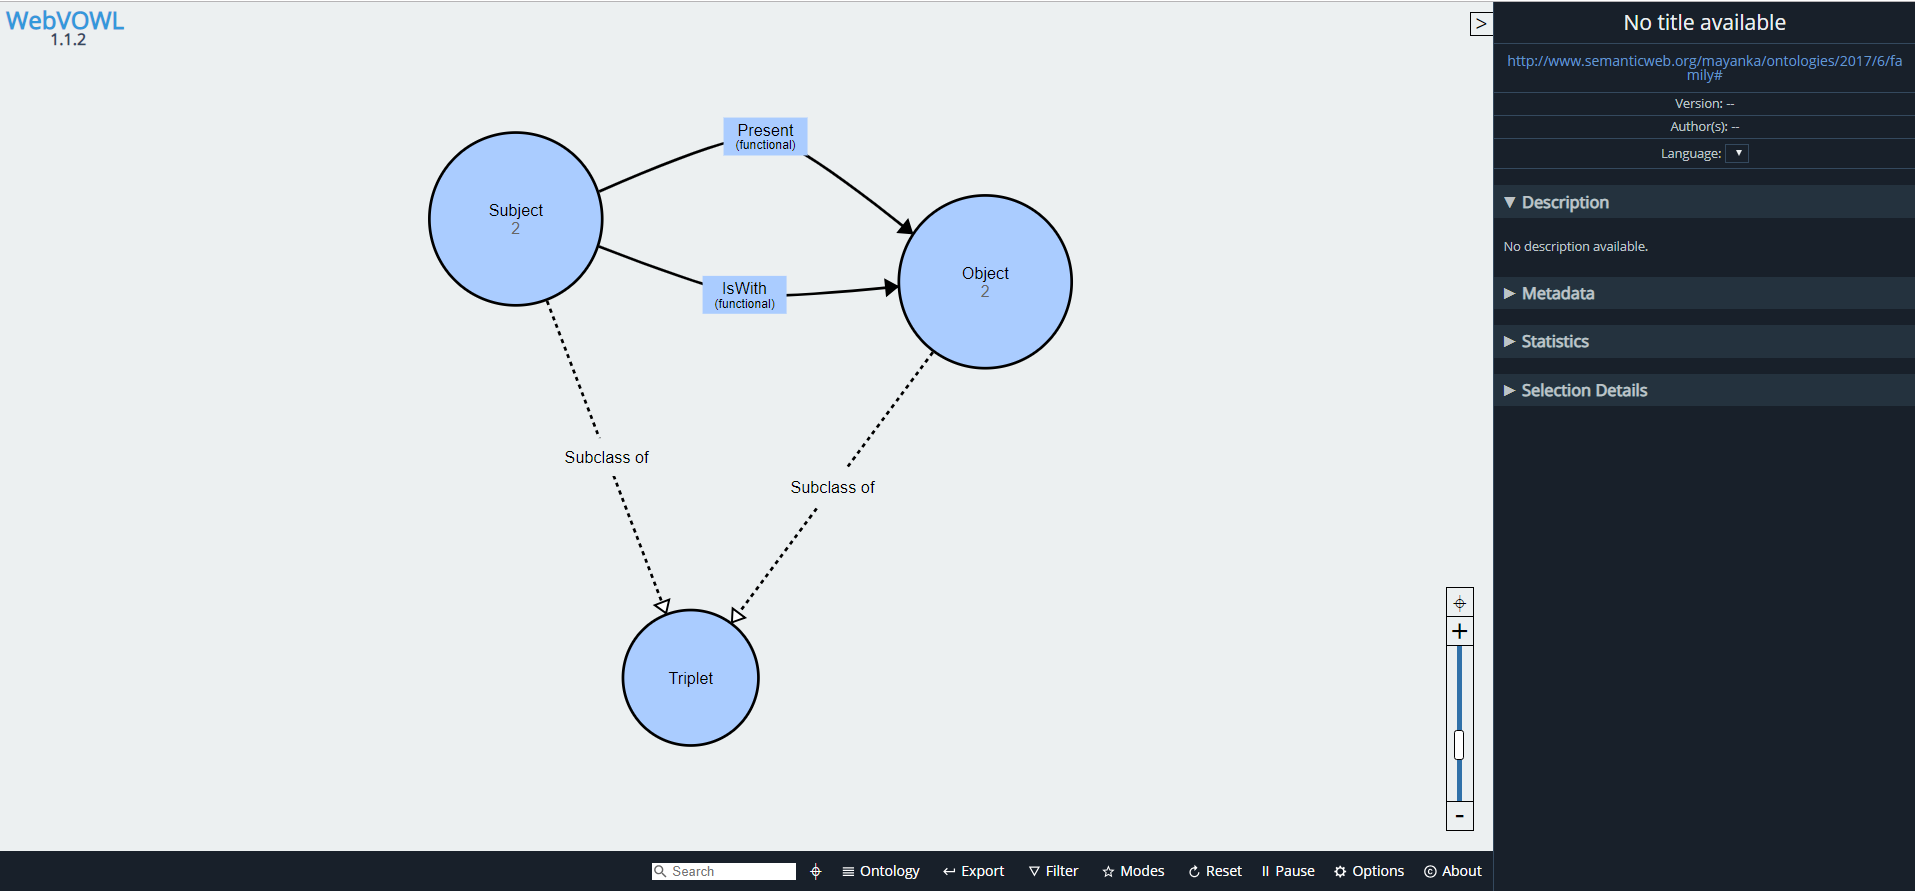 WebVOWL
1.1.2
>
Present
(functional)
Subject
2
IsWith
(functional)
Object
2
Subclass of
Subclass of
Triplet
+
-
No title available
http://www.semanticweb.org/mayanka/ontologies/2017/6/fa
mily#
Version: --
Author(s): --
Language:
▼ Description
No description available.
▶ Metadata
▶ Statistics
▶ Selection Details
Search
Ontology
Export
Filter
Modes
Reset
Pause
Options
© About